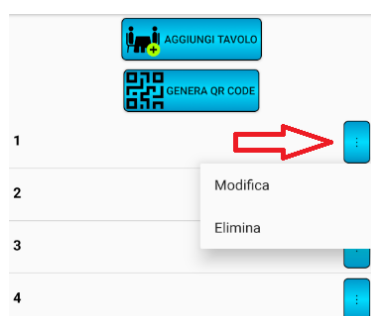 AGGIUNGI TAVOLO
GENERA QR CODE
1
Modifica
2
Elimina
3
4